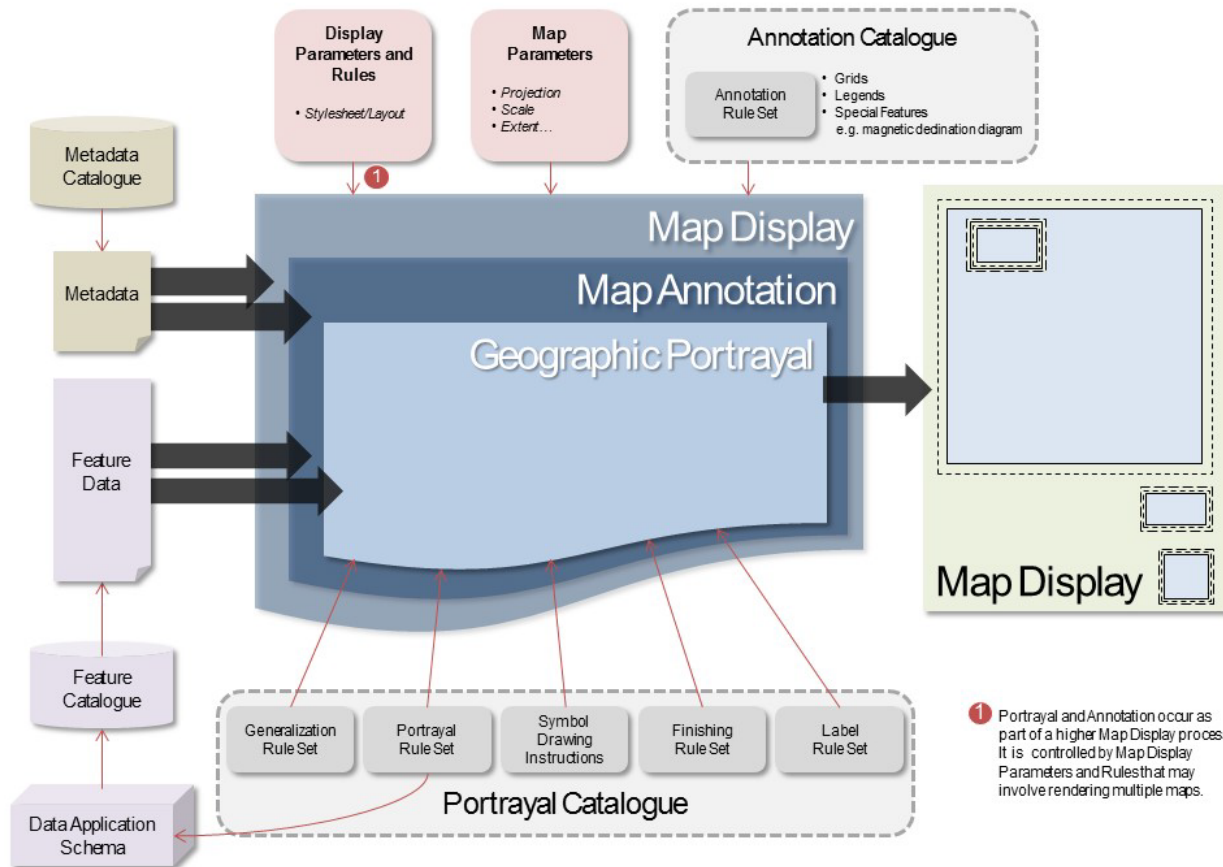 Display
Parameters and
Rules
• Stylesheet/Layout
Map
Parameters
• Projection
• Scale
• Extent…
Annotation Catalogue
Annotation
Rule Set
• Grids
• Legends
• Special Features
e.g. magnetic dedination diagram
1
Metadata
Catalogue
Metadata
Feature
Data
Feature
Catalogue
Data Application
Schema
Map Display
Map Annotation
Geographic Portrayal
Map Display
Generalization
Rule Set
Portrayal
Rule Set
Symbol
Drawing
Instructions
Finishing
Rule Set
Label
Rule Set
Portrayal Catalogue
1 Portrayal and Annotation occur as
part of a higher Map Display proces
It is controlled by Map Display
Parameters and Rules that may
involve rendering multiple maps.